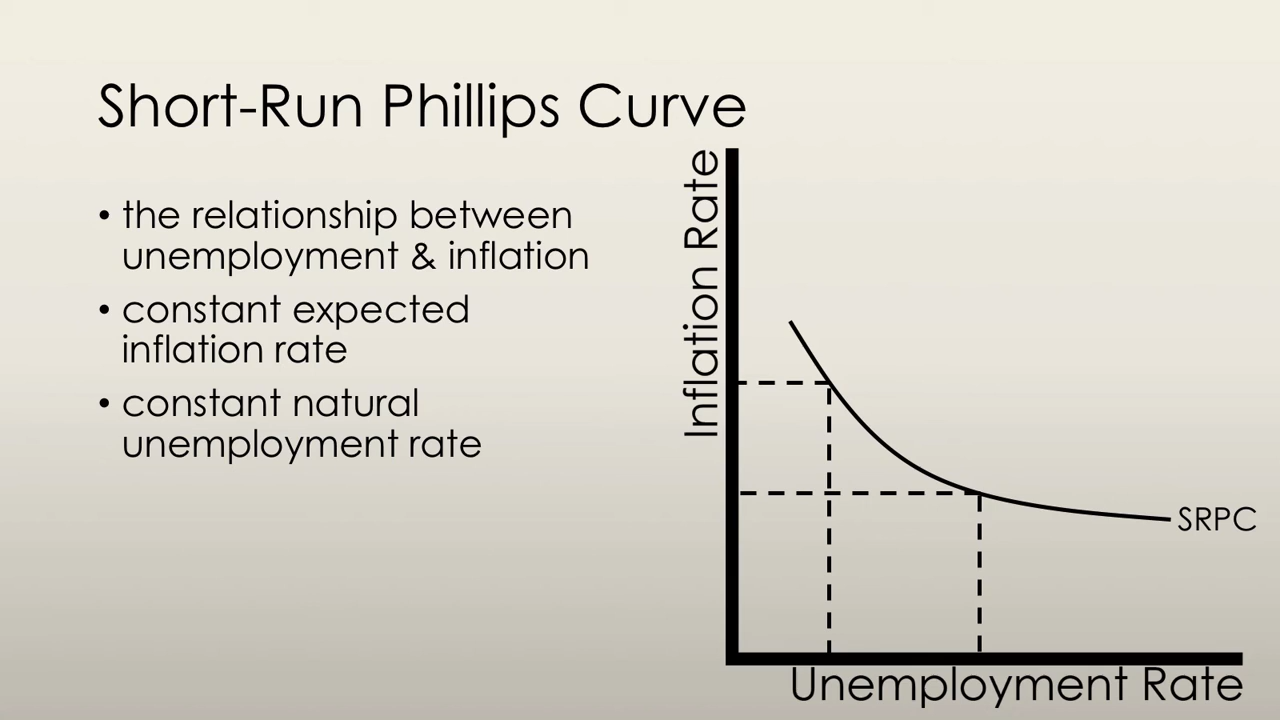 Short-Run Phillips Curve
• the relationship between
unemployment & inflation
• constant expected
inflation rate
• constant natural
unemployment rate
Inflation Rate
SRPC
Unemployment Rate